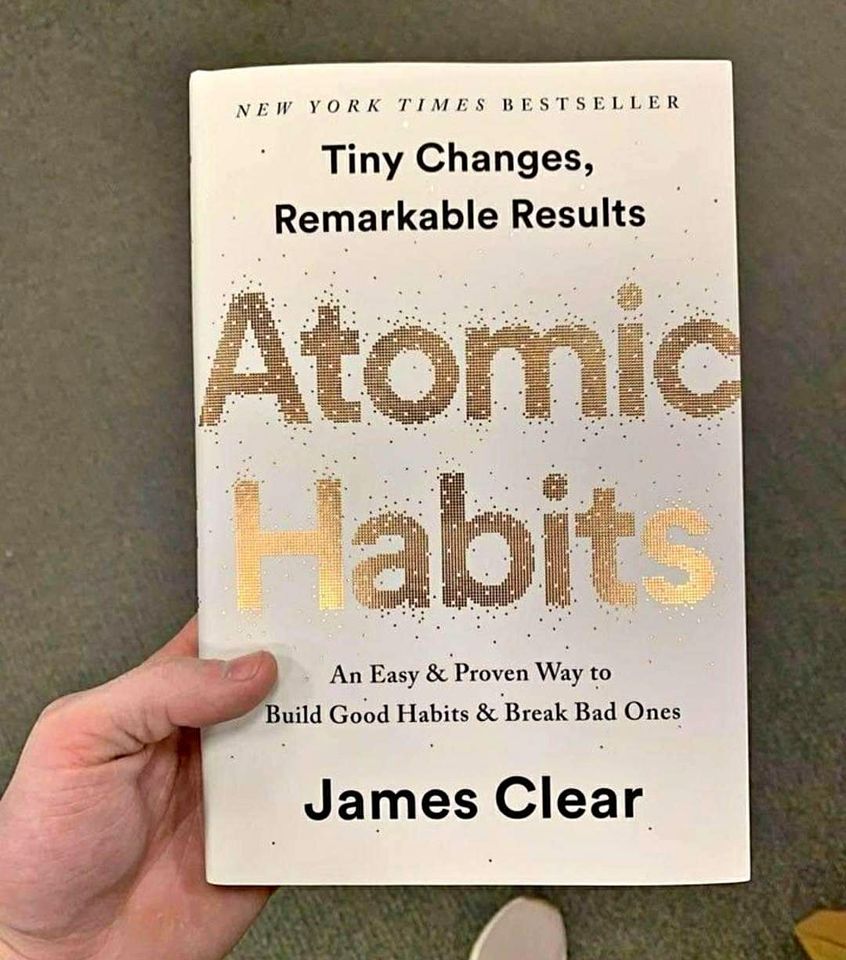 NEW YORK TIMES BESTSELLER
Tiny Changes,
Remarkable Results
Atomic
Habits
An Easy & Proven Way to
Build Good Habits & Break Bad Ones
James Clear